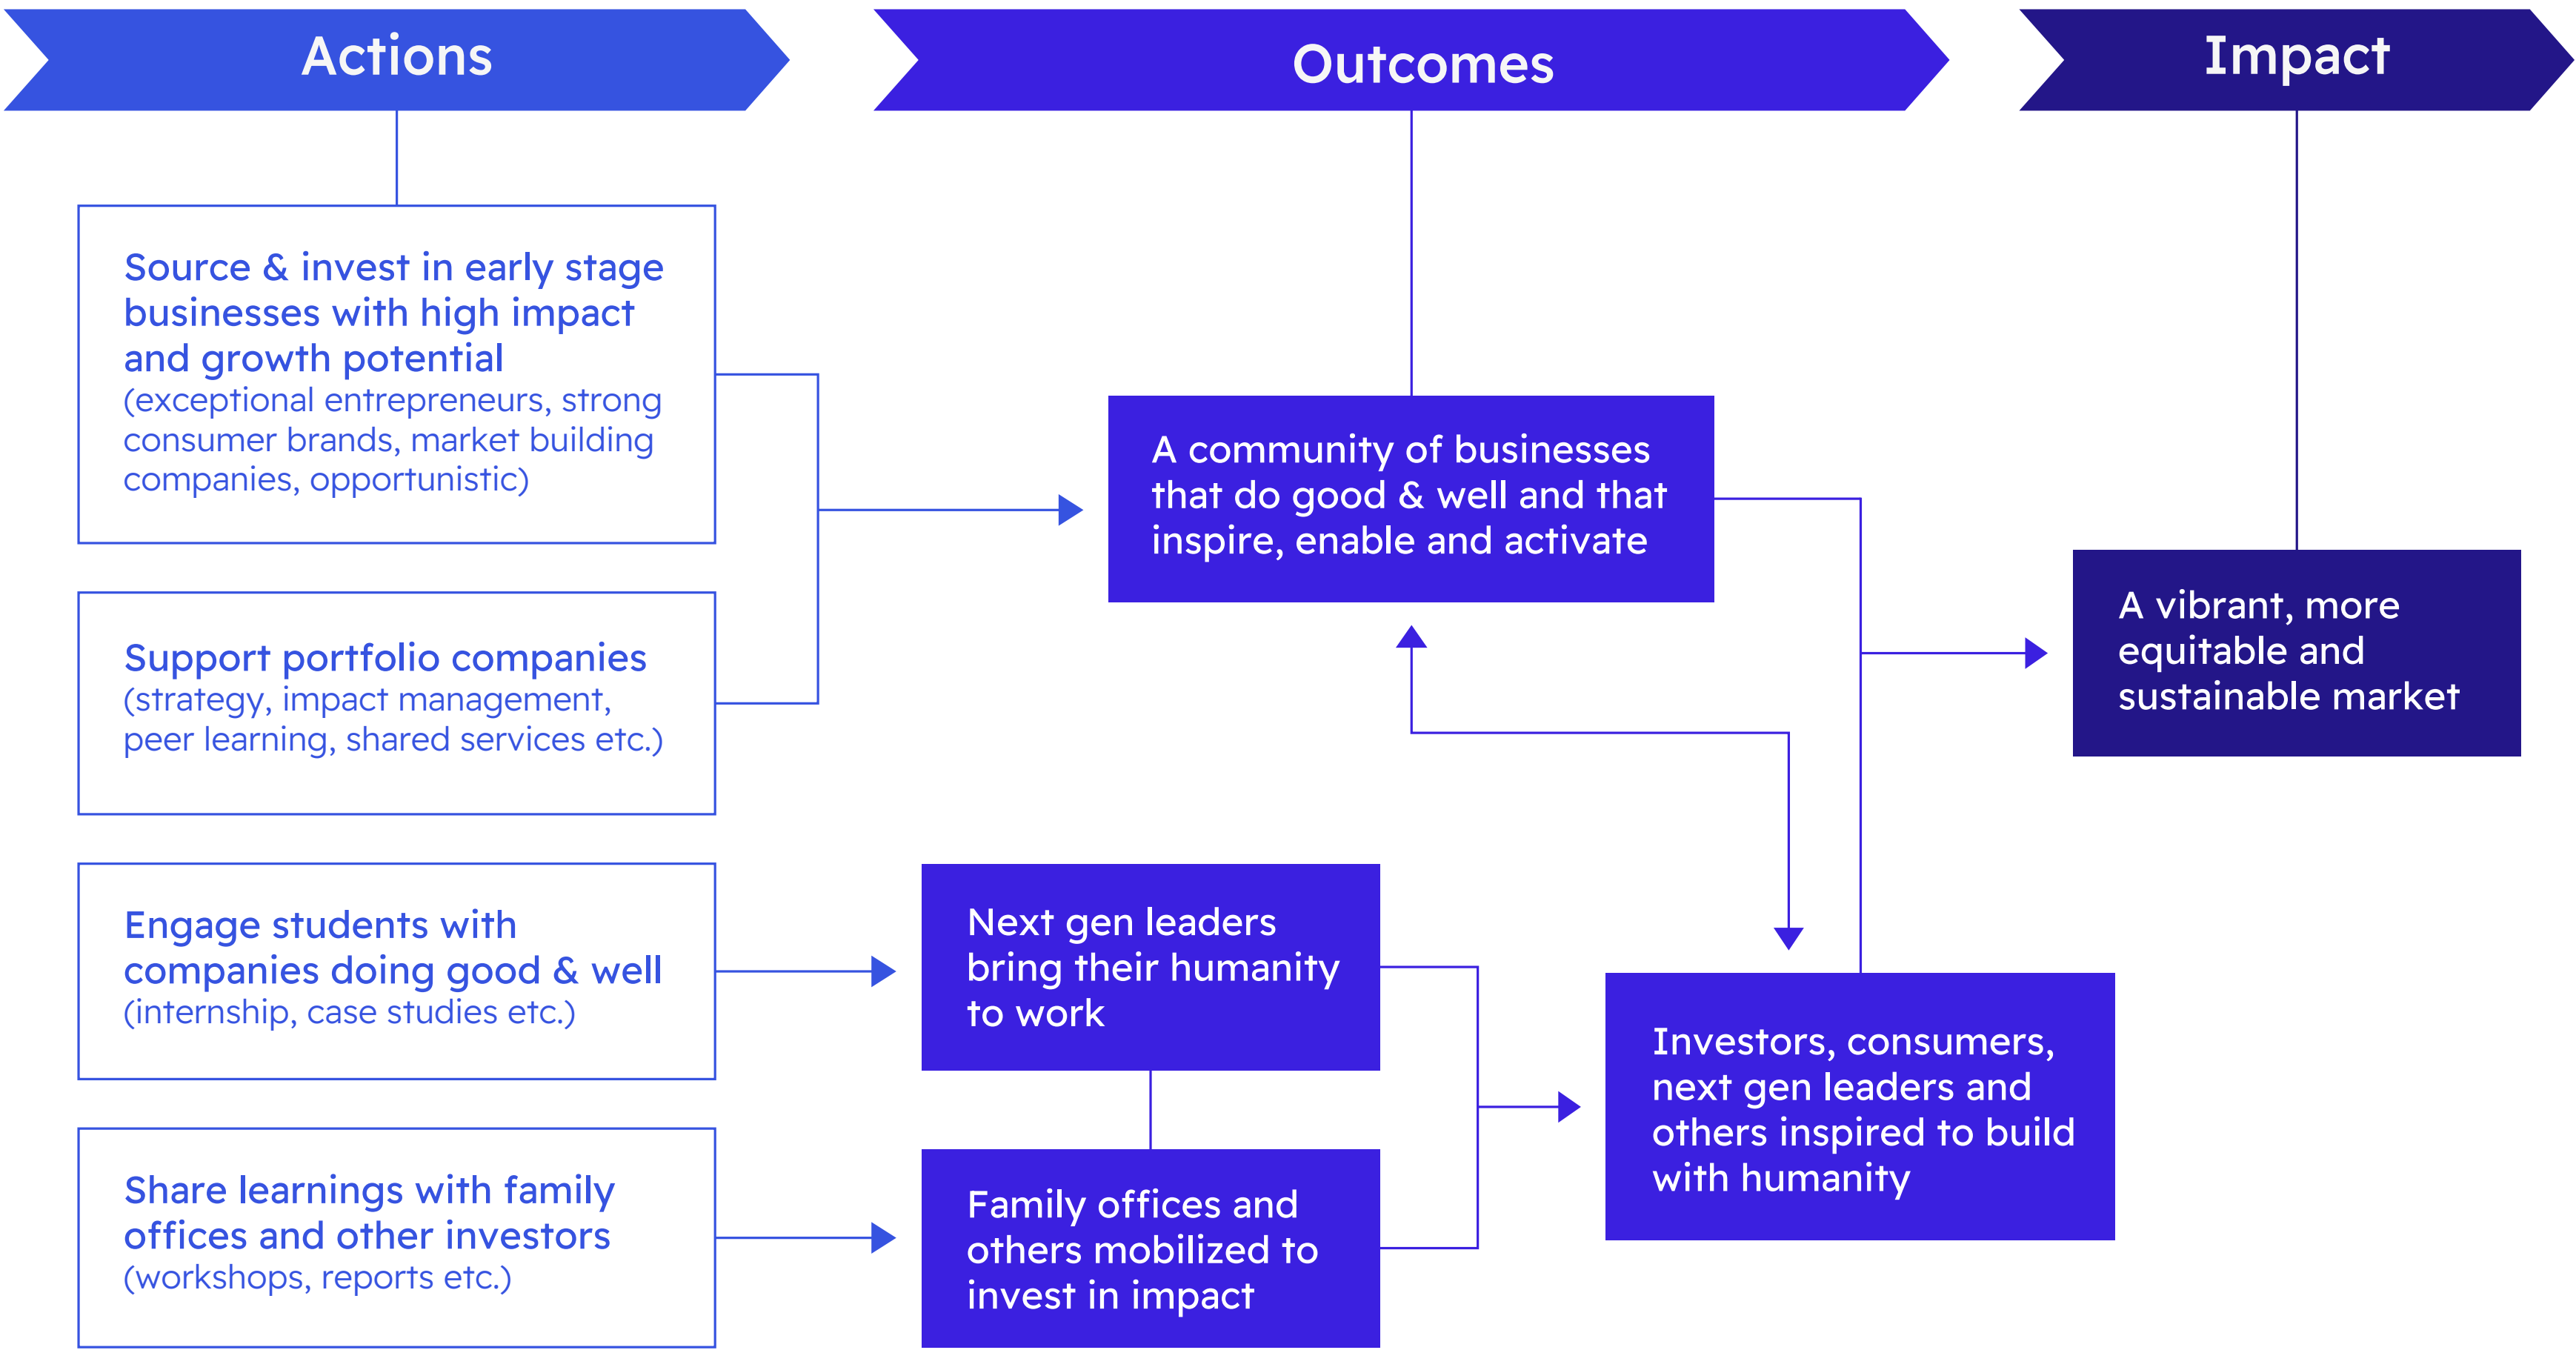 Actions
Outcomes
Impact
Source & invest in early stage
businesses with high impact
and growth potential
(exceptional entrepreneurs, strong
consumer brands, market building
companies, opportunistic)
Support portfolio companies
(strategy, impact management,
peer learning, shared services etc.)
Engage students with
companies doing good & well
(internship, case studies etc.)
Share learnings with family
offices and other investors
(workshops, reports etc.)
A community of businesses
that do good & well and that
inspire, enable and activate
Next gen leaders
bring their humanity
to work
Family offices and
others mobilized to
invest in impact
Investors, consumers,
next gen leaders and
others inspired to build
with humanity
A vibrant, more
equitable and
sustainable market